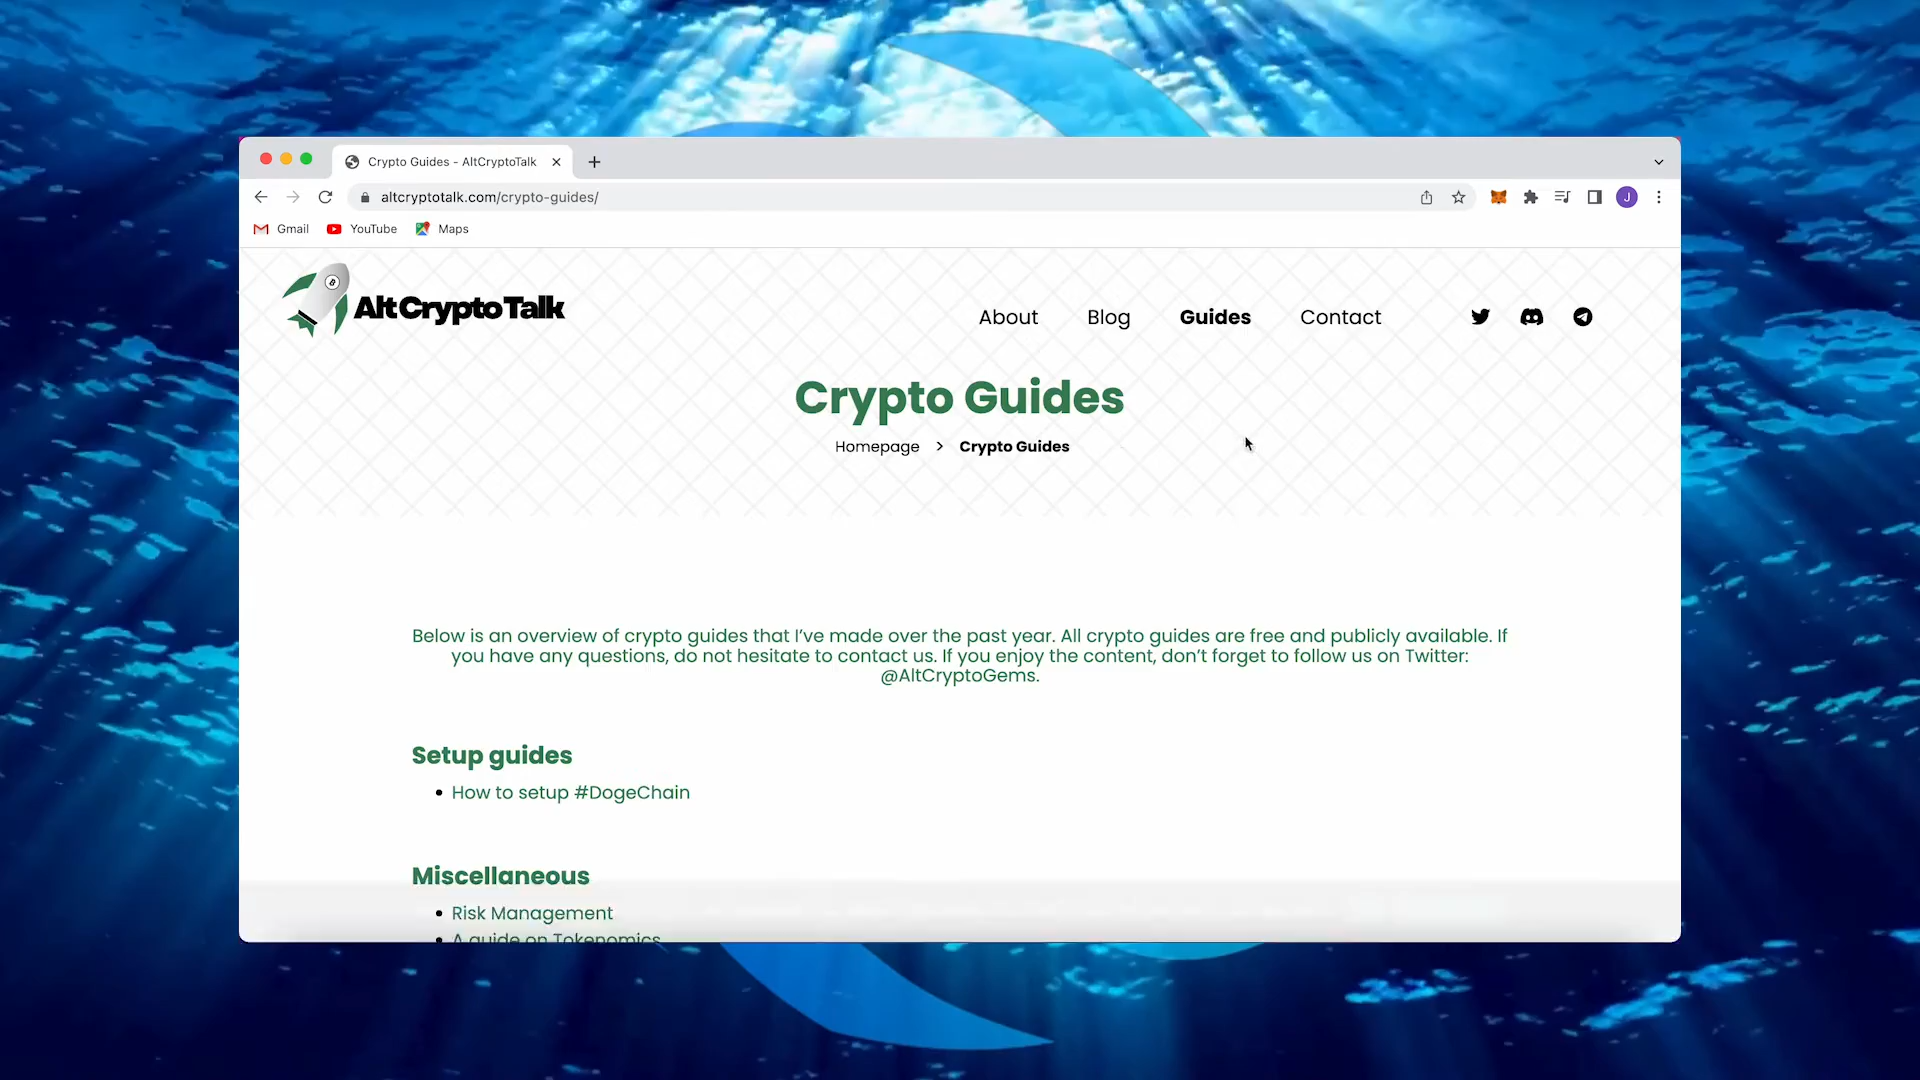 Crypto Guides - AltCryptoTalk
altcryptotalk.com/crypto-guides/
J
Gmail
YouTube
Maps
AltCryptoTalk
About
Blog
Guides
Contact
Crypto Guides
Homepage > Crypto Guides
Below is an overview of crypto guides that I’ve made over the past year. All crypto guides are free and publicly available. If
you have any questions, do not hesitate to contact us. If you enjoy the content, don’t forget to follow us on Twitter:
@AltCryptoGems.
Setup guides
• How to setup #DogeChain
Miscellaneous
• Risk Management
• A guide on Tokenomics